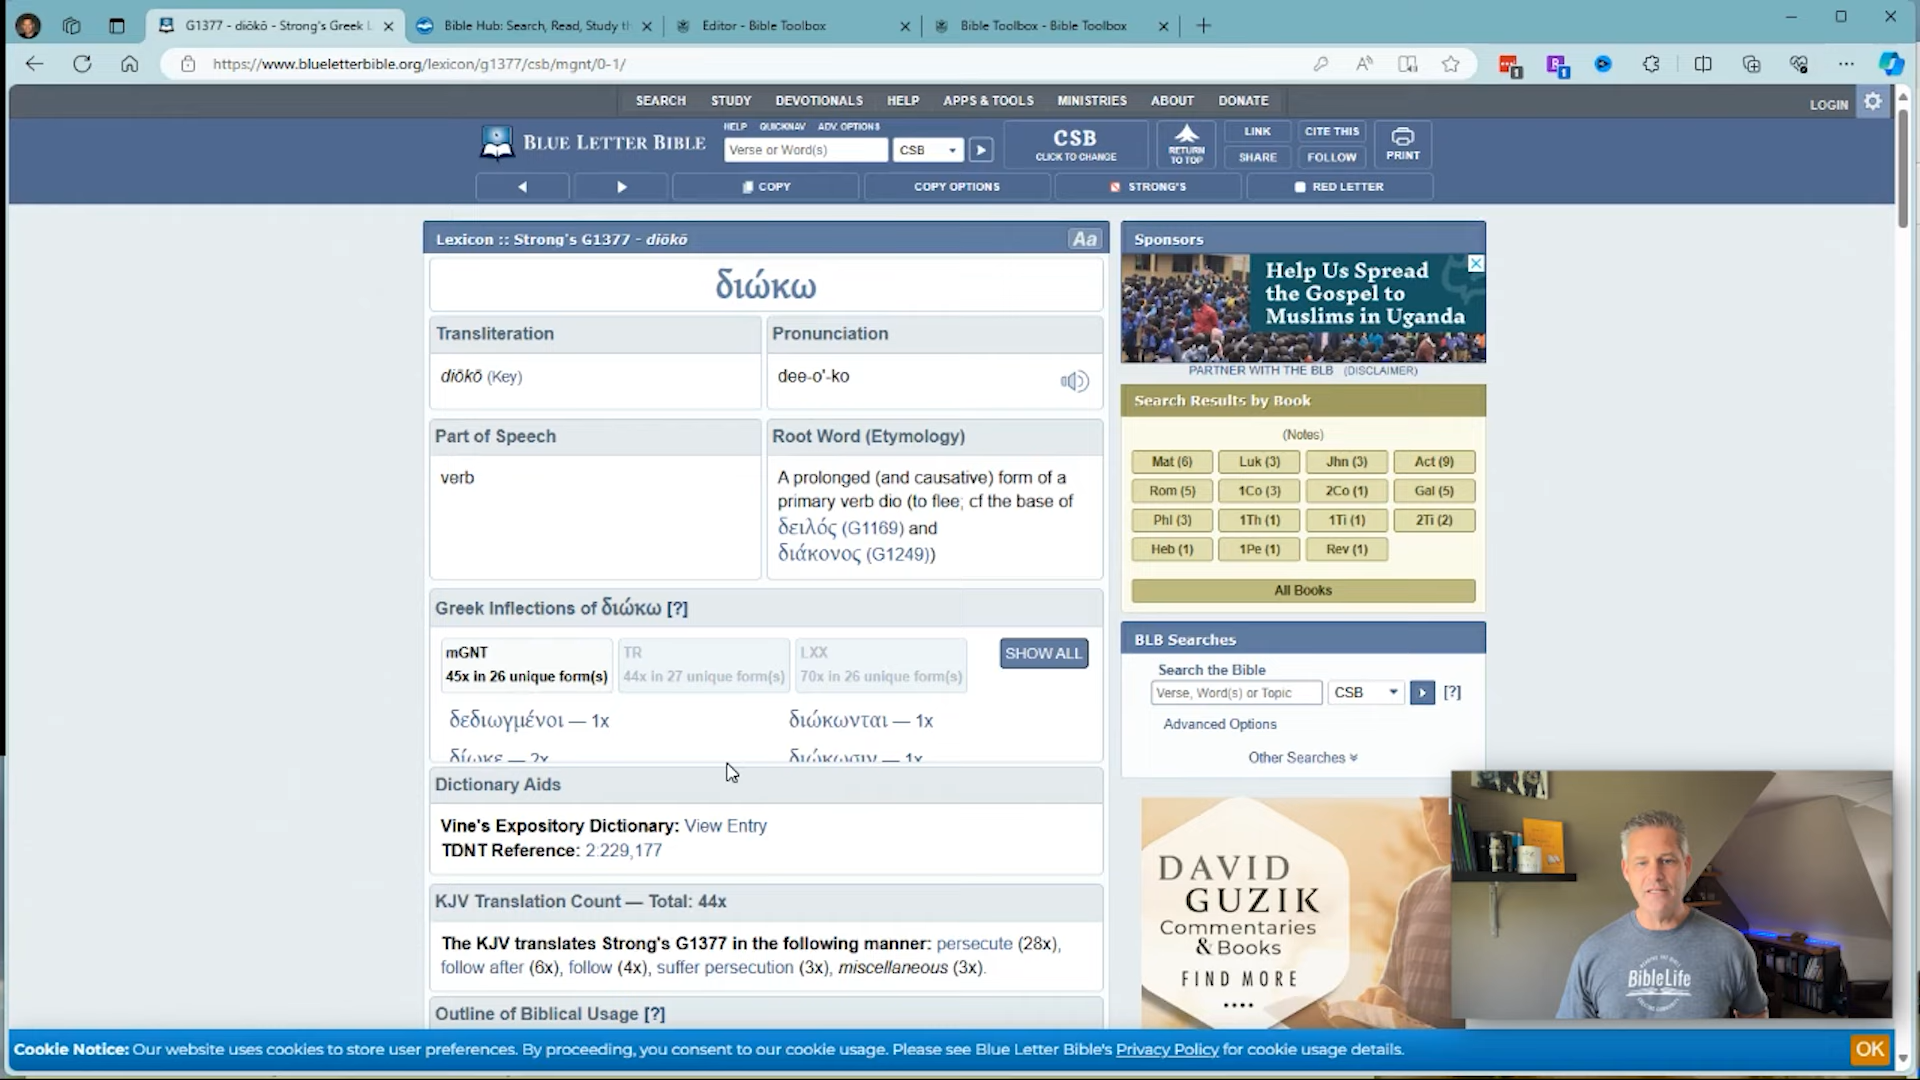 G1377 - diōkō - Strong's Greek L
Bible Hub: Search, Read, Study th
Editor - Bible Toolbox
Bible Toolbox - Bible Toolbox
https://www.blueletterbible.org/lexicon/g1377/csb/mgnt/0-1/
1
1
SEARCH STUDY DEVOTIONALS HELP APPS & TOOLS MINISTRIES ABOUT DONATE LOGIN
HELP QUICKNAV ADV. OPTIONS
BLUE LETTER BIBLE
Verse or Word(s)
CSB
CSB
CLICK TO CHANGE
RETURN
TO TOP
LINK
CITE THIS
SHARE
FOLLOW
PRINT
COPY
COPY OPTIONS
STRONG'S
RED LETTER
Lexicon :: Strong's G1377 - diōkō
Aa
διώκω
Transliteration
diōkō (Key)
Pronunciation
dee-o'-ko
Part of Speech
verb
Root Word (Etymology)
A prolonged (and causative) form of a
primary verb dio (to flee; cf the base of
δειλός (G1169) and
διάκονος (G1249))
Greek Inflections of διώκω [?]
mGNT
45x in 26 unique form(s)
TR
44x in 27 unique form(s)
LXX
70x in 26 unique form(s)
SHOW ALL
δεδιωγμένοι — 1x
διώκωνται — 1x
δίωκε — 2x
διώκωσιν — 1x
Dictionary Aids
Vine's Expository Dictionary: View Entry
TDNT Reference: 2:229,177
KJV Translation Count — Total: 44x
The KJV translates Strong's G1377 in the following manner: persecute (28x),
follow after (6x), follow (4x), suffer persecution (3x), miscellaneous (3x).
Outline of Biblical Usage [?]
Sponsors
Help Us Spread
the Gospel to
Muslims in Uganda
PARTNER WITH THE BLB (DISCLAIMER)
Search Results by Book
(Notes)
Mat (6) Luk (3) Jhn (3) Act (9)
Rom (5) 1Co (3) 2Co (1) Gal (5)
Phl (3) 1Th (1) 1Ti (1) 2Ti (2)
Heb (1) 1Pe (1) Rev (1)
All Books
BLB Searches
Search the Bible
Verse, Word(s) or Topic
CSB
[?]
Advanced Options
Other Searches
DAVID
GUZIK
Commentaries
& Books
FIND MORE
BibleLife
Cookie Notice: Our website uses cookies to store user preferences. By proceeding, you consent to our cookie usage. Please see Blue Letter Bible's Privacy Policy for cookie usage details.
OK